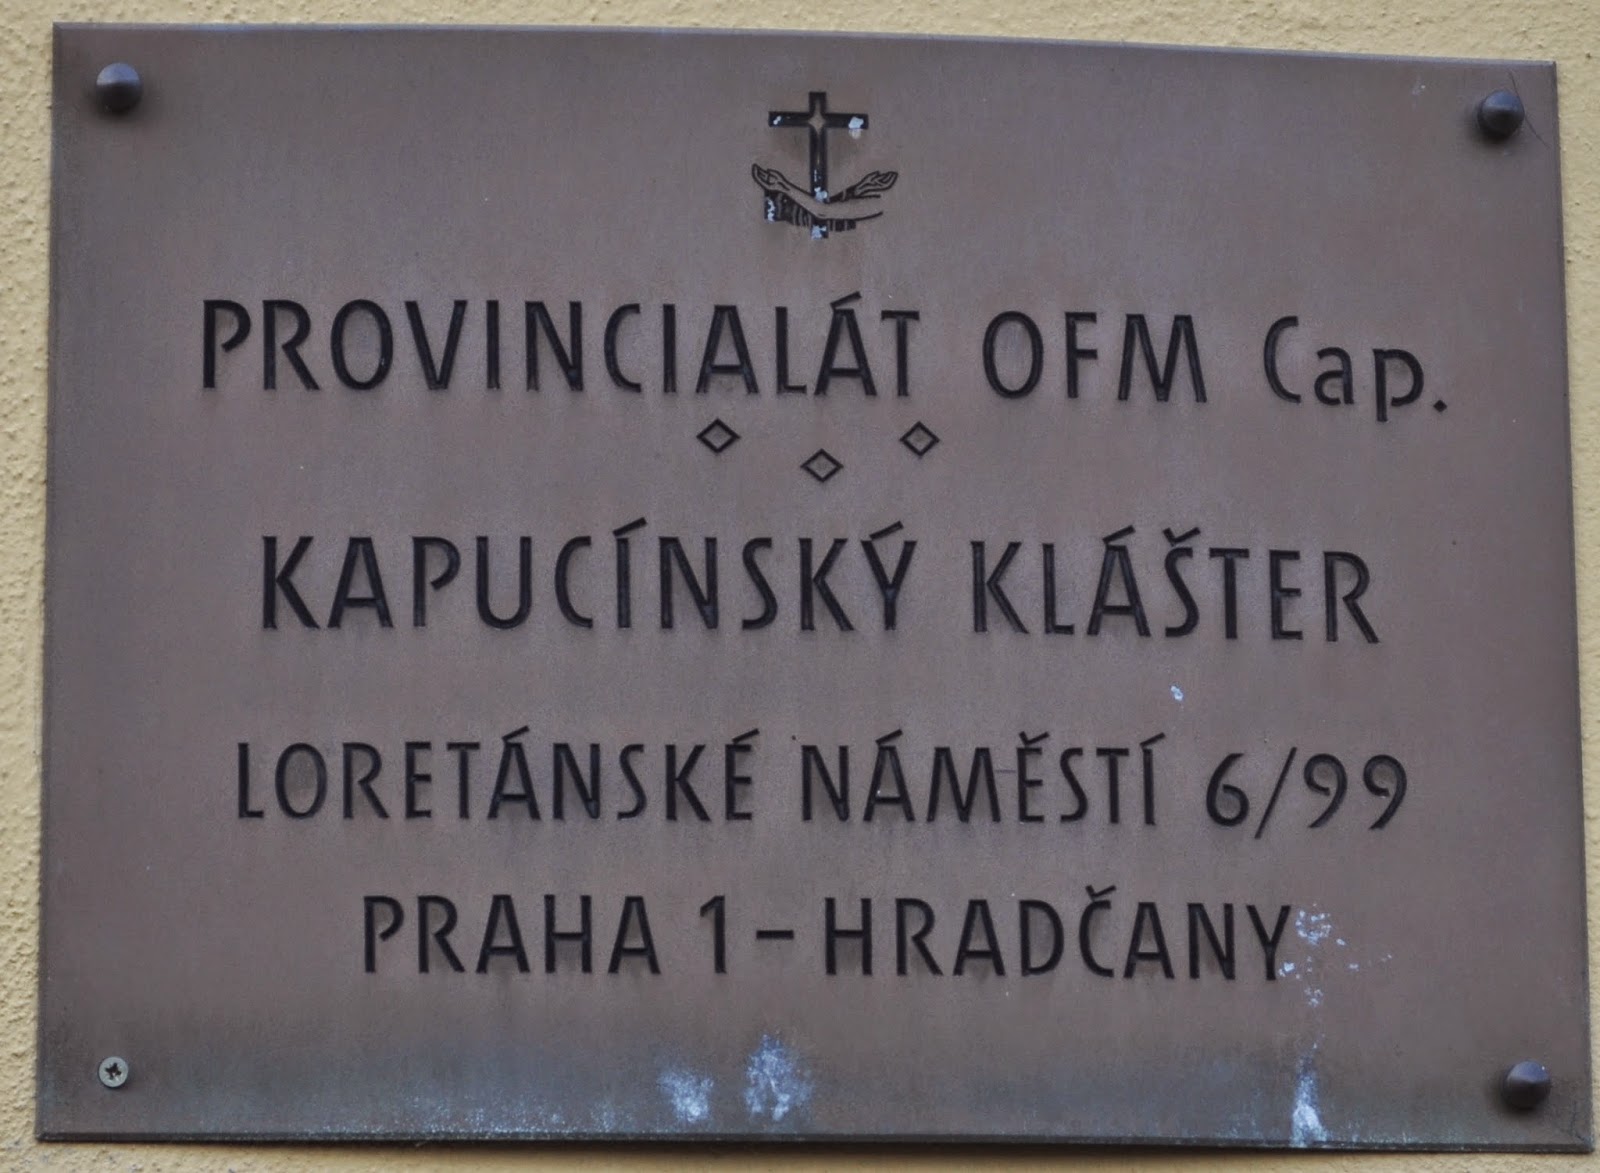 PROVINCIALÁT OFM Cap.
KAPUCÍNSKÝ KLÁŠTER
LORETÁNSKÉ NÁMĚSTÍ 6/99
PRAHA 1 – HRADČANY